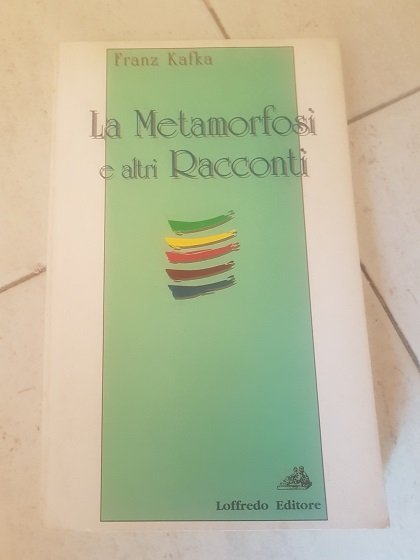 Franz Kafka
La Metamorfosi
e altri Racconti
Loffredo Editore